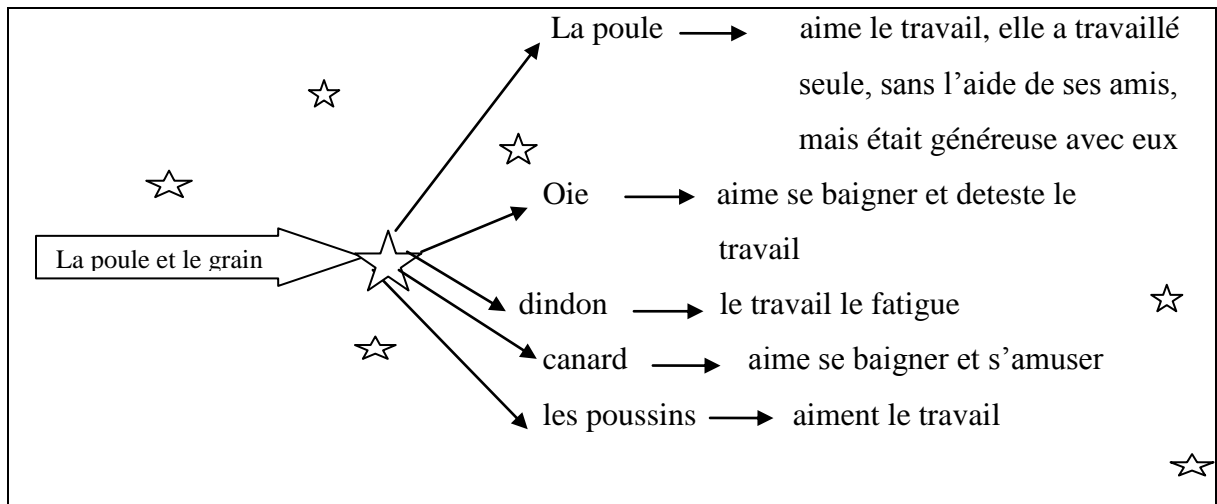 La poule aime le travail, elle a travaillé
seule, sans l’aide de ses amis,
mais était généreuse avec eux
Oie aime se baigner et deteste le
travail
La poule et le grain
dindon le travail le fatigue
canard aime se baigner et s’amuser
les poussins aiment le travail